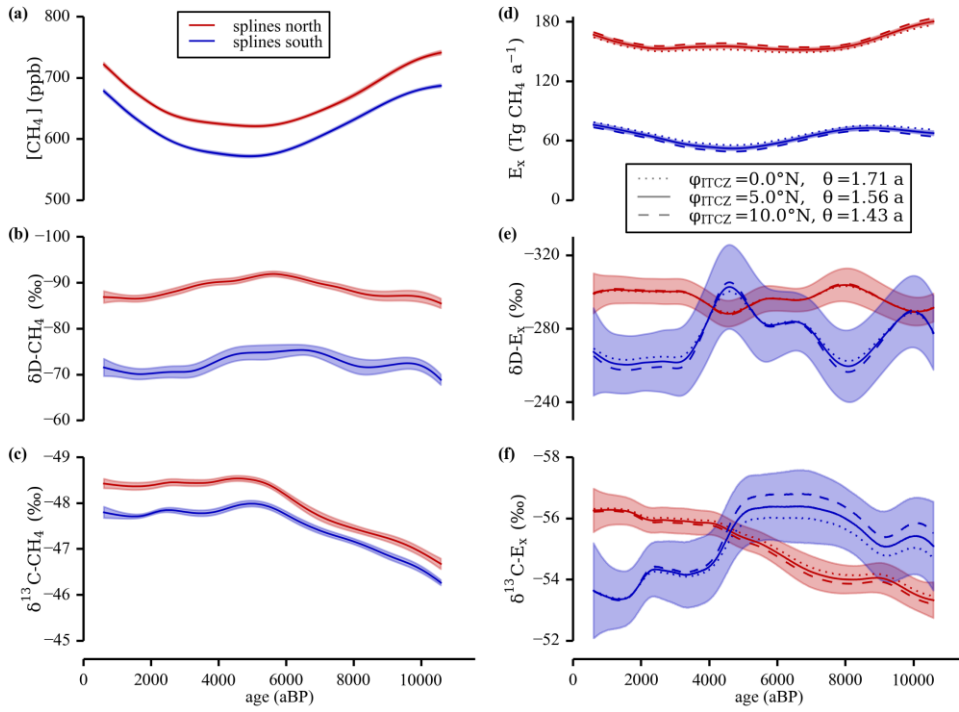 (a)
800
700
600
500
[CH₄] (ppb)
splines north
splines south
(b)
−100
−90
−80
−70
−60
δD-CH₄ (‰)
(c)
−49
−48
−47
−46
−45
δ¹³C-CH₄ (‰)
0 2000 4000 6000 8000 10000
age (aBP)
(d)
180
120
60
0
Eₓ (Tg CH₄ a⁻¹)
φITCZ=0.0°N, θ=1.71 a
φITCZ=5.0°N, θ=1.56 a
φITCZ=10.0°N, θ=1.43 a
(e)
−320
−280
−240
δD-Eₓ (‰)
(f)
−58
−56
−54
−52
δ¹³C-Eₓ (‰)
0 2000 4000 6000 8000 10000
age (aBP)